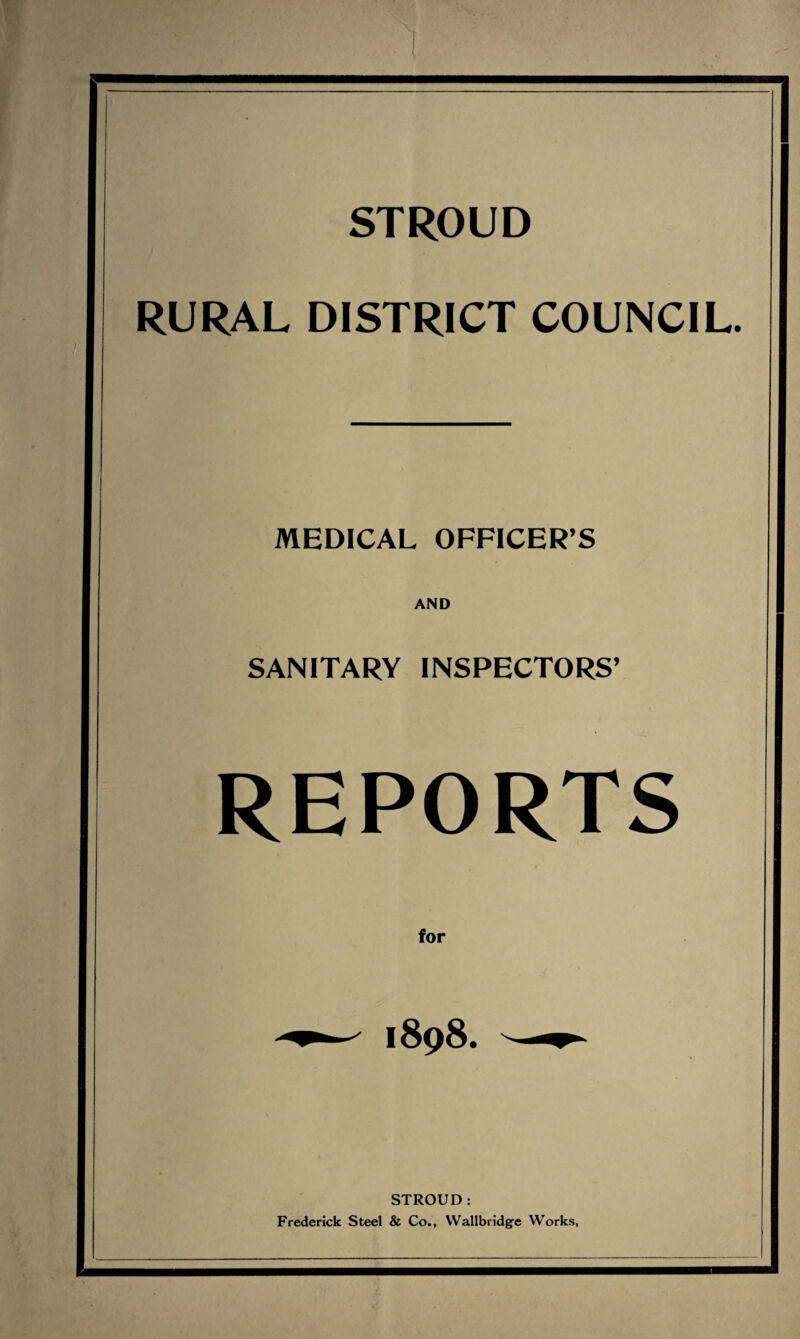 STROUD
RURAL DISTRICT COUNCIL.
MEDICAL OFFICER’S
AND
SANITARY INSPECTORS’
REPORTS
for
1898.
STROUD:
Frederick Steel & Co., Wallbridge Works,